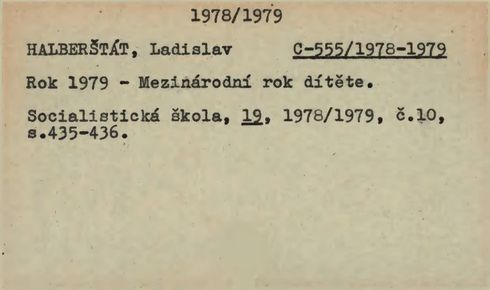 1978/1979
HALBERŠTÁT, Ladislav C-555/1978-1979
Rok 1979 - Mezinárodní rok dítěte.
Socialistická škola, 19, 1978/1979, č.10,
s.435-436.